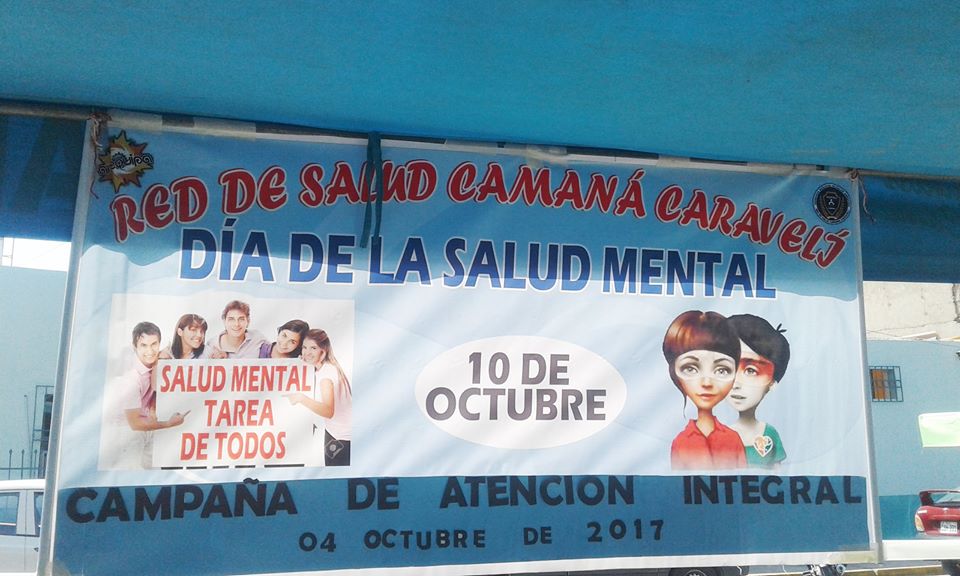 arequipa
RED DE SALUD CAMANÁ CARAVELÍ
DÍA DE LA SALUD MENTAL
SALUD MENTAL
TAREA
DE TODOS
10 DE
OCTUBRE
CAMPAÑA DE ATENCION INTEGRAL
04 OCTUBRE DE 2017